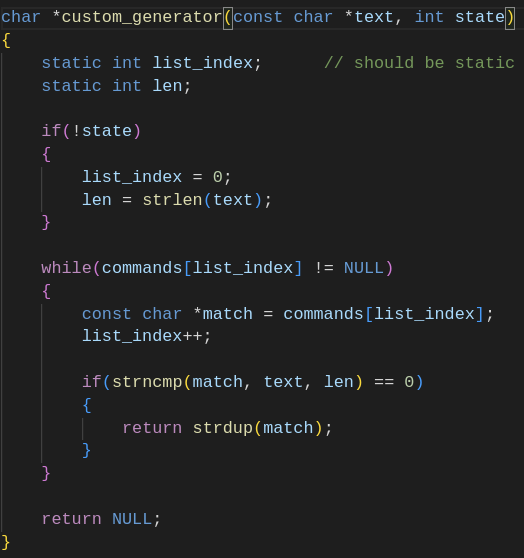 char *custom_generator(const char *text, int state)
{
    static int list_index;      // should be static
    static int len;

    if(!state)
    {
        list_index = 0;
        len = strlen(text);
    }

    while(commands[list_index] != NULL)
    {
        const char *match = commands[list_index];
        list_index++;

        if(strncmp(match, text, len) == 0)
        {
            return strdup(match);
        }
    }

    return NULL;
}